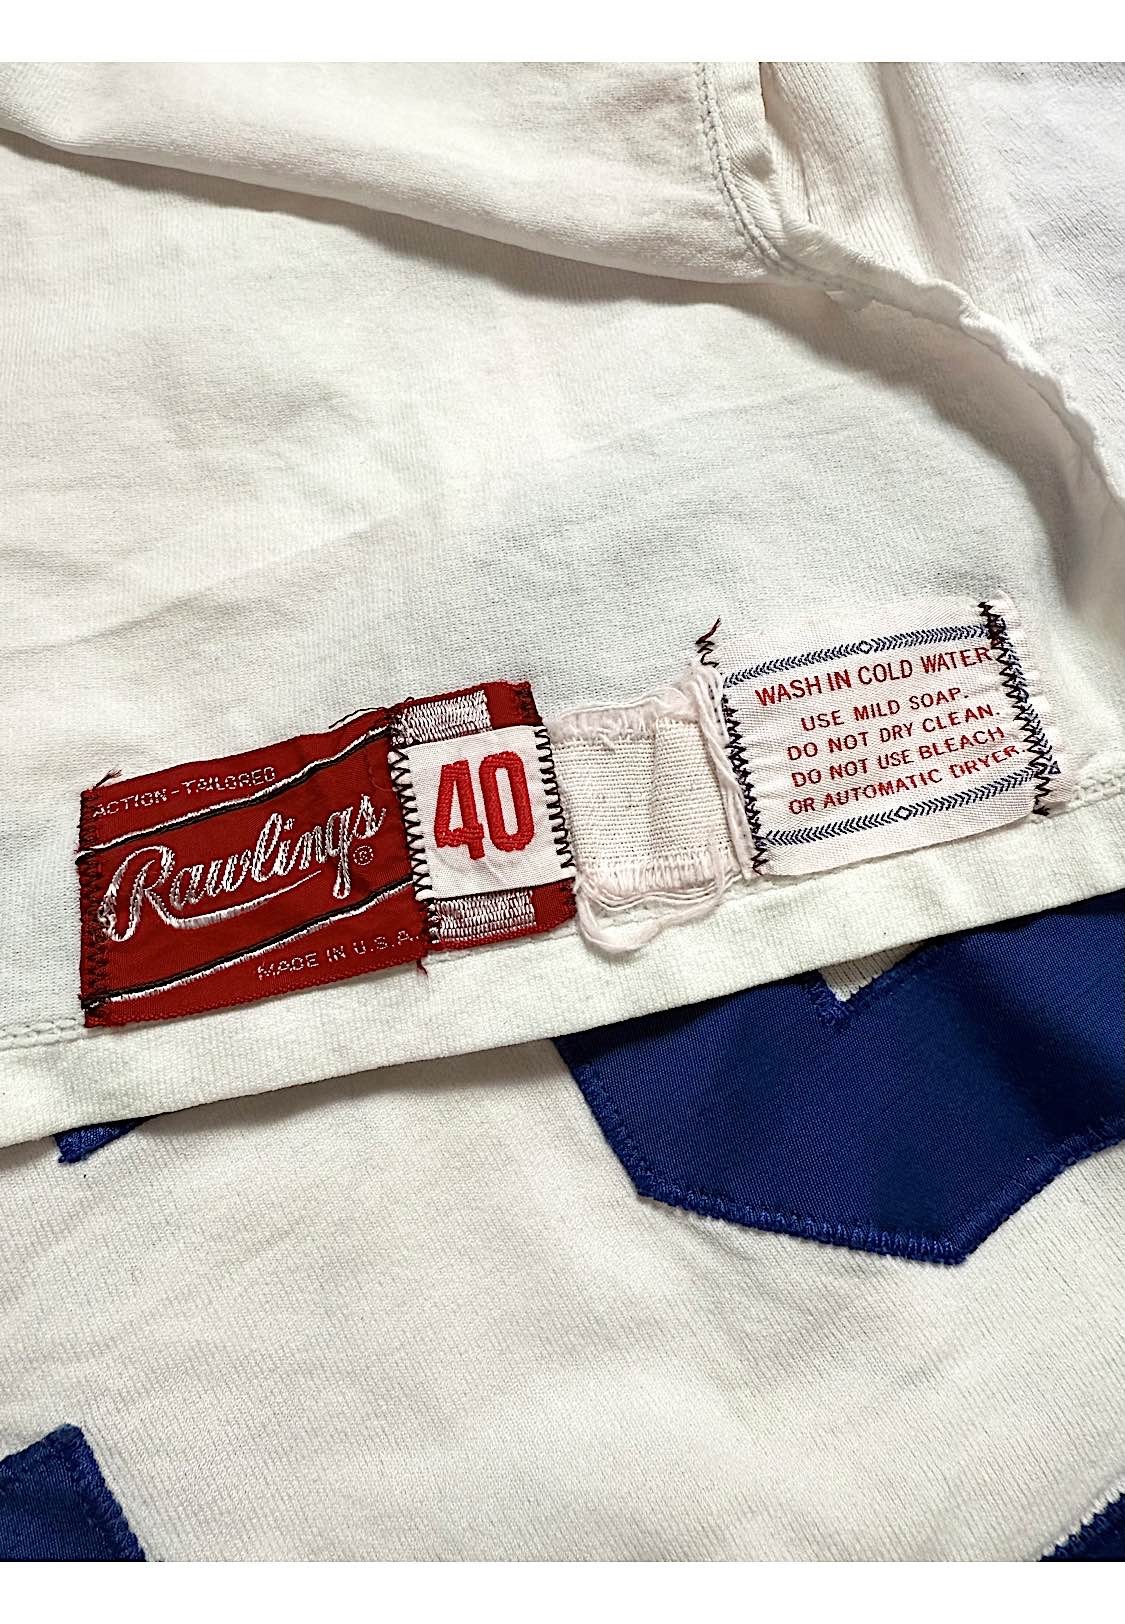 ACTION-TAILORED
Rawlings®
MADE IN U.S.A.
40
WASH IN COLD WATER
USE MILD SOAP.
DO NOT DRY CLEAN.
DO NOT USE BLEACH
OR AUTOMATIC DRYER.